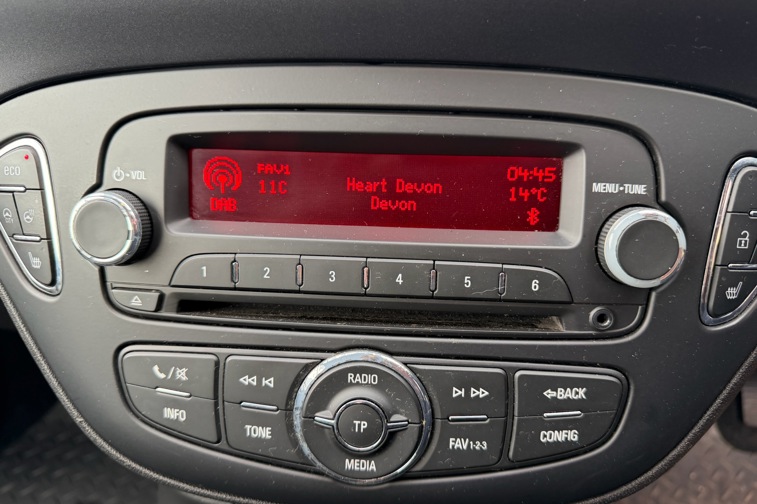 eco
CITY
⏻-VOL
DAB
FAV1
11C
Heart Devon
Devon
04:45
14°C
MENU-TUNE
1 2 3 4 5 6
INFO
TONE
RADIO
TP
MEDIA
FAV1-2-3
BACK
CONFIG